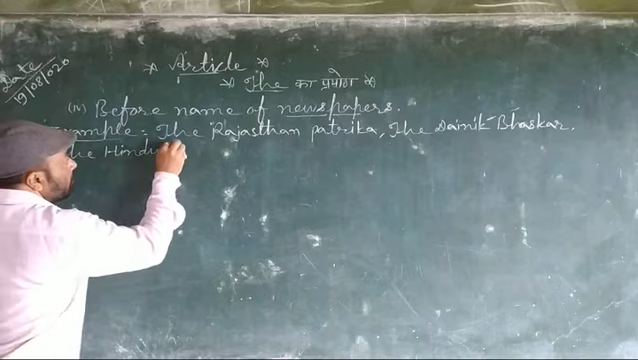 Date
19/08/020
* Article *
* The का प्रयोग *
(iv) Before name of newspapers.
Example = The Rajasthan patrika, The Dainik Bhaskar.
The Hindu